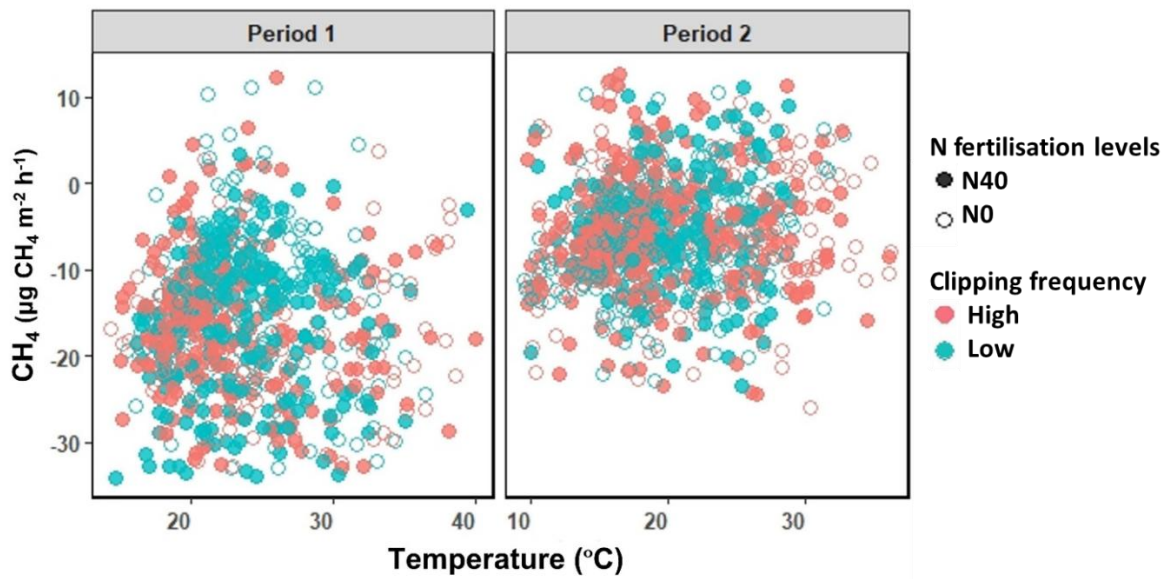 Period 1
Period 2
CH₄ (µg CH₄ m⁻² h⁻¹)
10
0
-10
-20
-30
20
30
40
10
20
30
Temperature (°C)
N fertilisation levels
N40
N0
Clipping frequency
High
Low